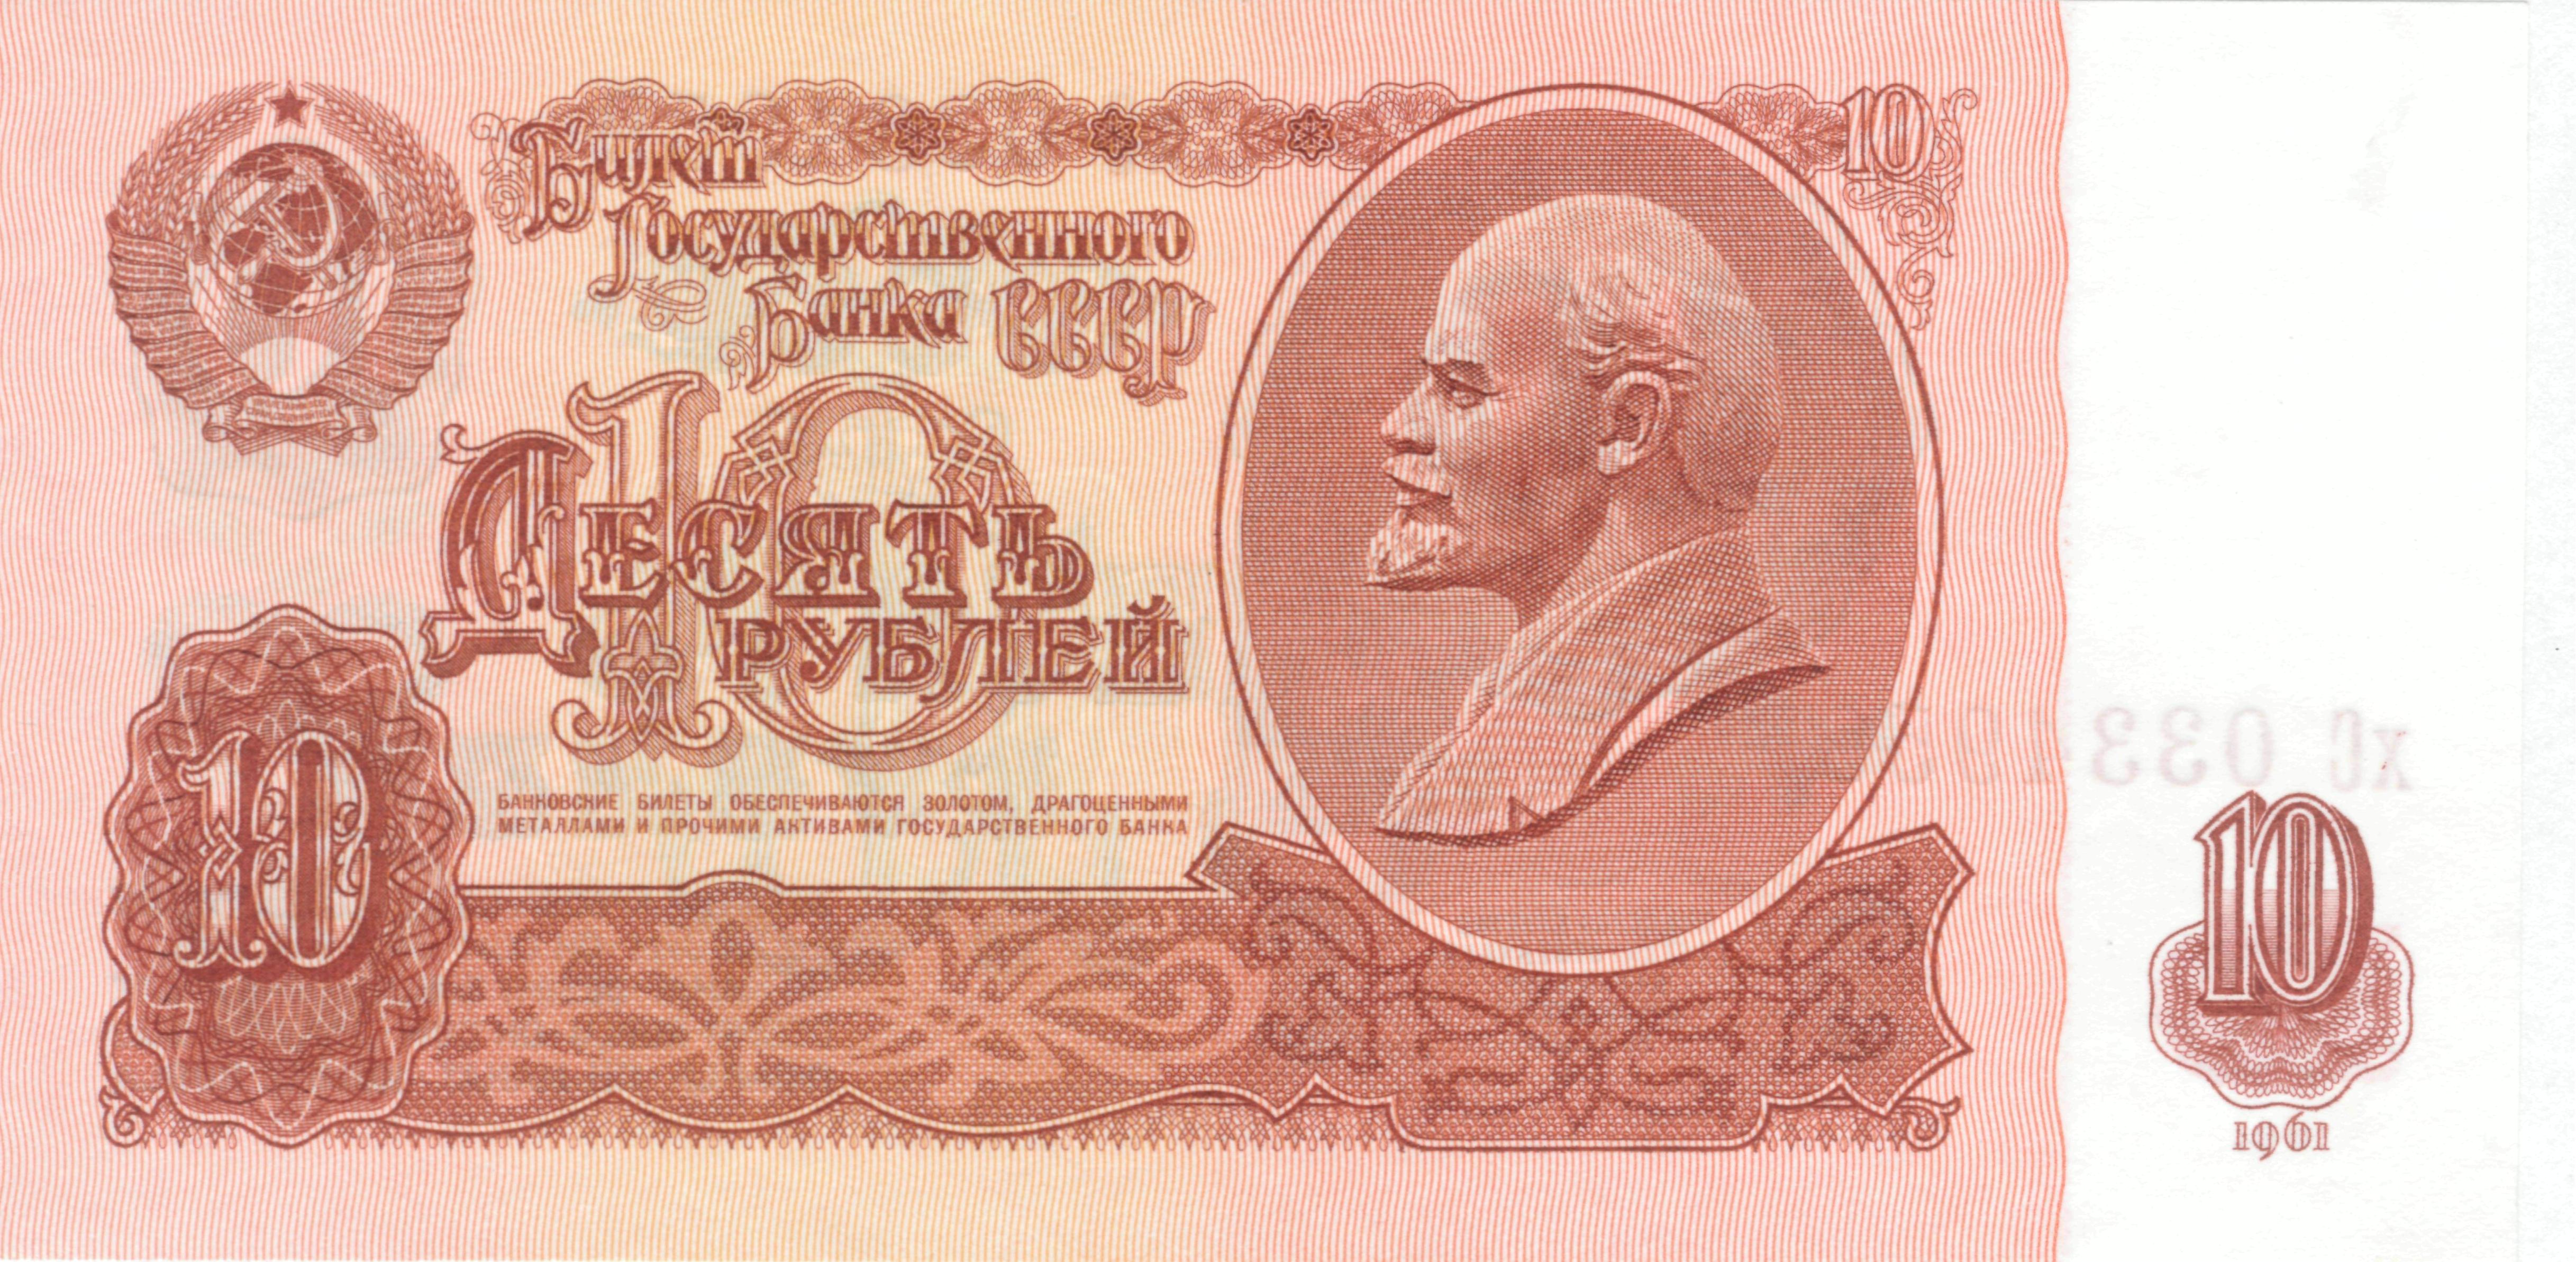 Билет
Государственного
Банка СССР
10
10
Десять
рублей
10
БАНКОВСКИЕ БИЛЕТЫ ОБЕСПЕЧИВАЮТСЯ ЗОЛОТОМ, ДРАГОЦЕННЫМИ
МЕТАЛЛАМИ И ПРОЧИМИ АКТИВАМИ ГОСУДАРСТВЕННОГО БАНКА
10
1961